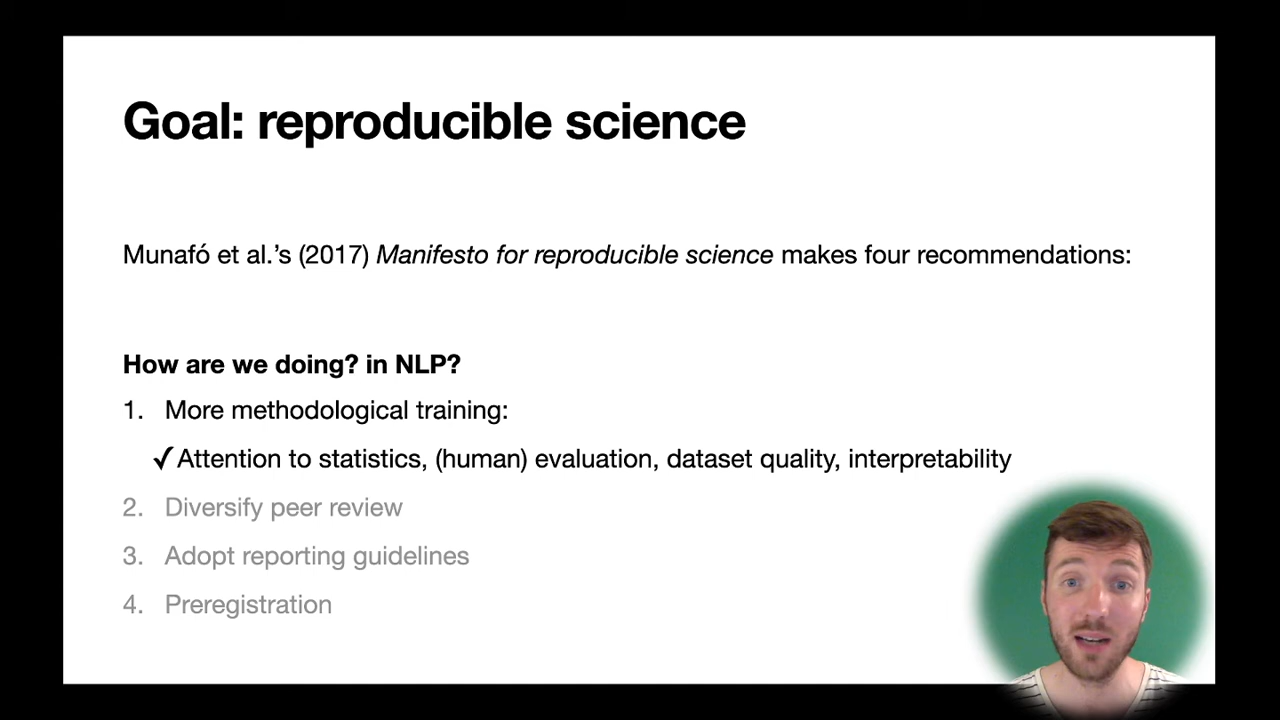 Goal: reproducible science
Munafó et al.’s (2017) Manifesto for reproducible science makes four recommendations:
How are we doing? in NLP?
1. More methodological training:
✓Attention to statistics, (human) evaluation, dataset quality, interpretability
2. Diversify peer review
3. Adopt reporting guidelines
4. Preregistration